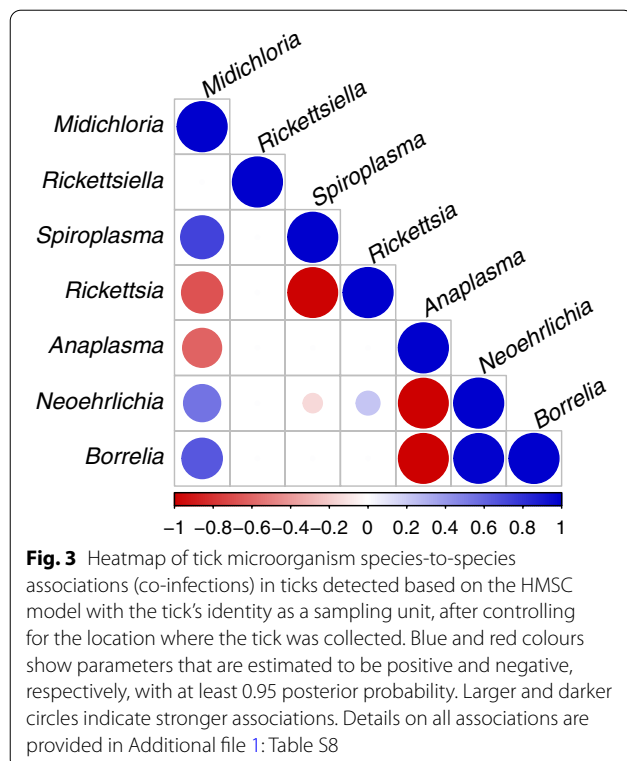 Midichloria
Rickettsiella
Spiroplasma
Rickettsia
Anaplasma
Neoehrlichia
Borrelia
Midichloria
Rickettsiella
Spiroplasma
Rickettsia
Anaplasma
Neoehrlichia
Borrelia
−1 −0.8−0.6−0.4−0.2 0 0.2 0.4 0.6 0.8 1
Fig. 3 Heatmap of tick microorganism species-to-species
associations (co-infections) in ticks detected based on the HMSC
model with the tick's identity as a sampling unit, after controlling
for the location where the tick was collected. Blue and red colours
show parameters that are estimated to be positive and negative,
respectively, with at least 0.95 posterior probability. Larger and darker
circles indicate stronger associations. Details on all associations are
provided in Additional file 1: Table S8